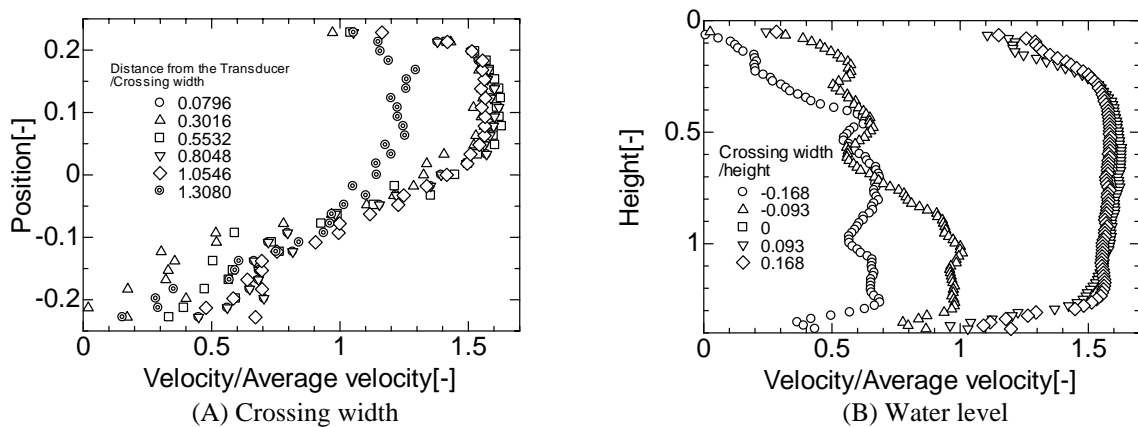 0.2
0.1
0
-0.1
-0.2
Position[-]
Distance from the Transducer
/Crossing width
0.0796
0.3016
0.5532
0.8048
1.0546
1.3080
0 0.5 1 1.5
Velocity/Average velocity[-]
(A) Crossing width
0
0.5
1
Height[-]
Crossing width
/height
-0.168
-0.093
0
0.093
0.168
0 0.5 1 1.5
Velocity/Average velocity[-]
(B) Water level